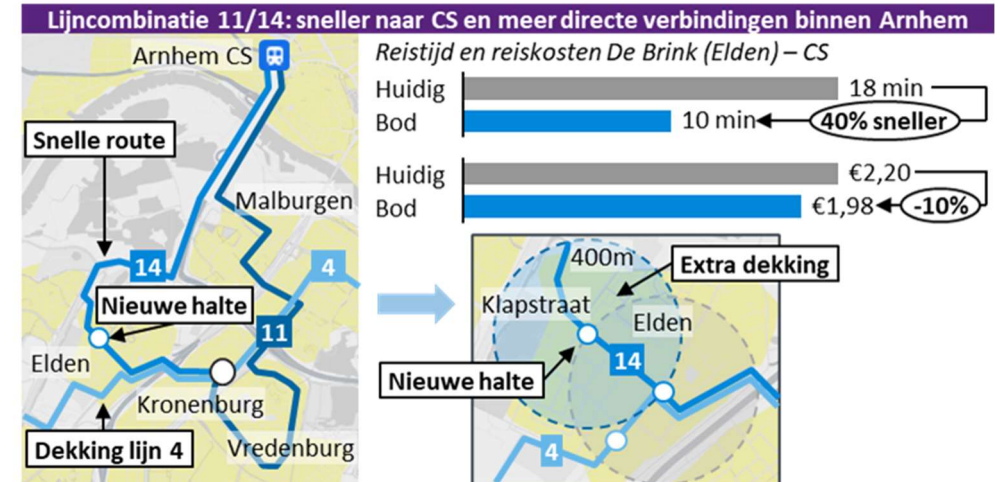 Lijncombinatie 11/14: sneller naar CS en meer directe verbindingen binnen Arnhem
Arnhem CS
Snelle route
Malburgen
14
4
Nieuwe halte
11
Elden
Kronenburg
Dekking lijn 4
Vredenburg
Reistijd en reiskosten De Brink (Elden) – CS
Huidig
18 min
Bod
10 min
40% sneller
Huidig
€2,20
Bod
€1,98
-10%
400m
Extra dekking
Klapstraat
Elden
14
Nieuwe halte
4